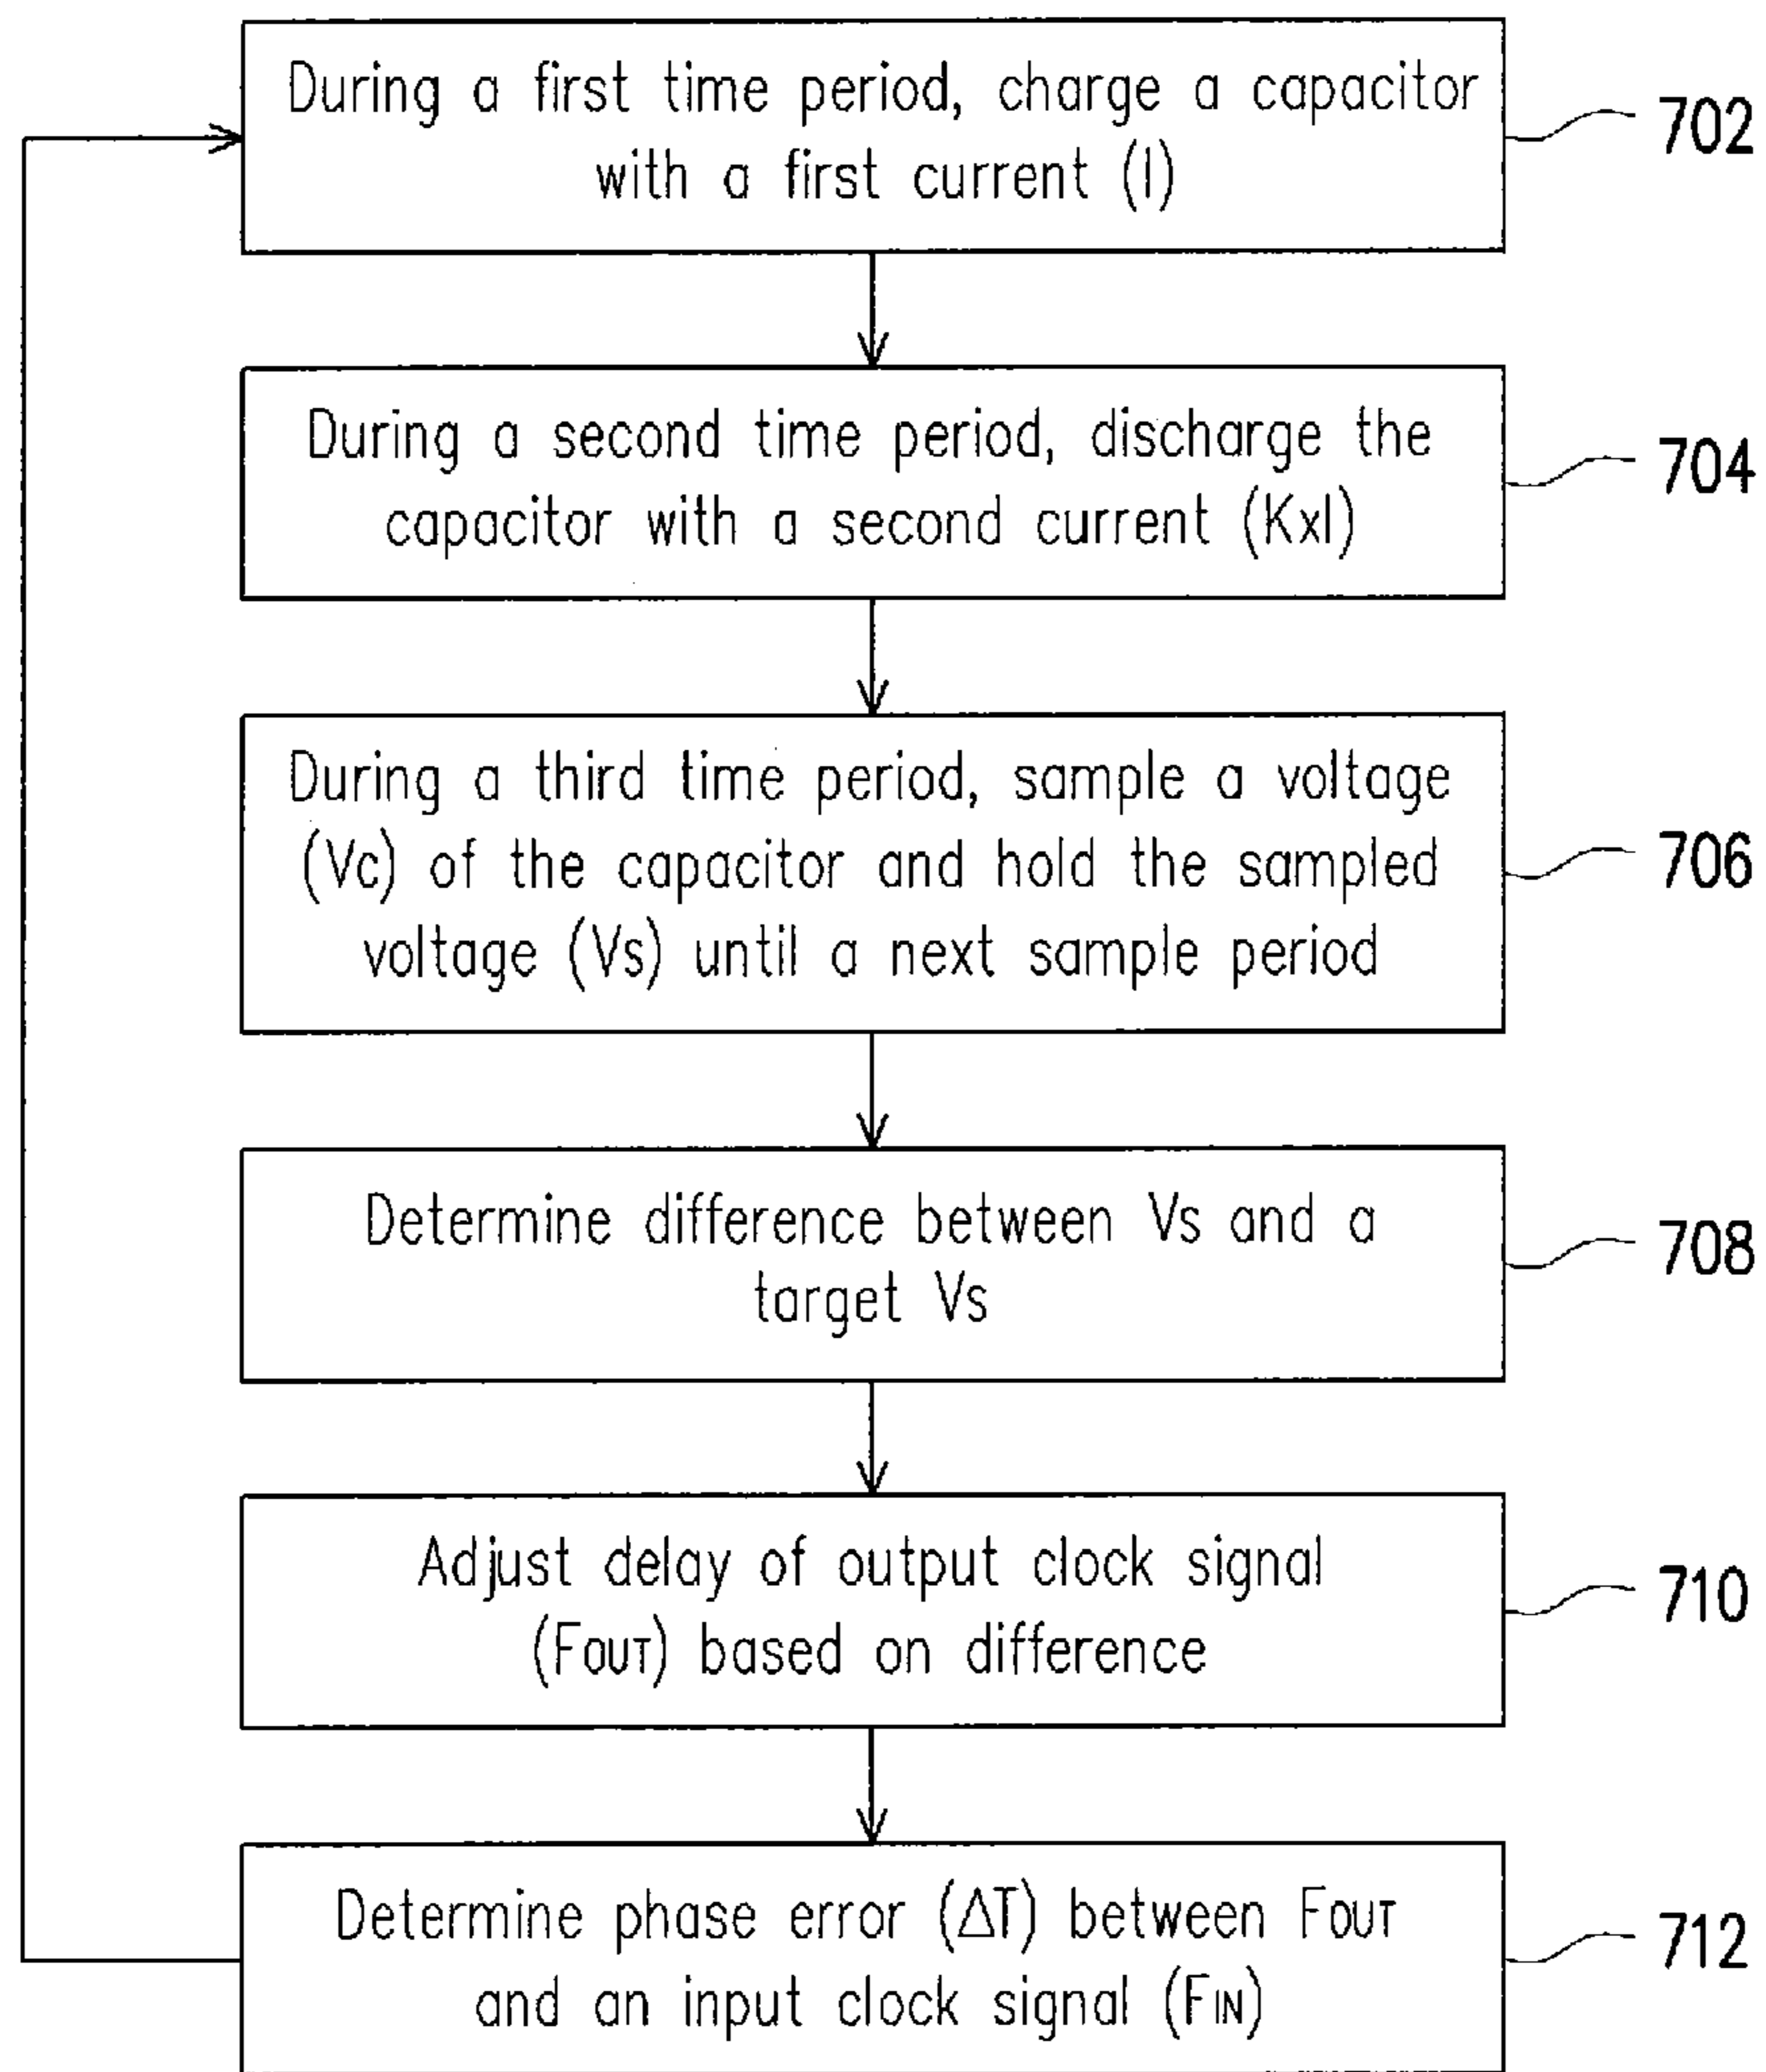 During a first time period, charge a capacitor
with a first current (I)
702
During a second time period, discharge the
capacitor with a second current (KxI)
704
During a third time period, sample a voltage
(Vc) of the capacitor and hold the sampled
voltage (Vs) until a next sample period
706
Determine difference between Vs and a
target Vs
708
Adjust delay of output clock signal
(FOUT) based on difference
710
Determine phase error (ΔT) between FOUT
and an input clock signal (FIN)
712